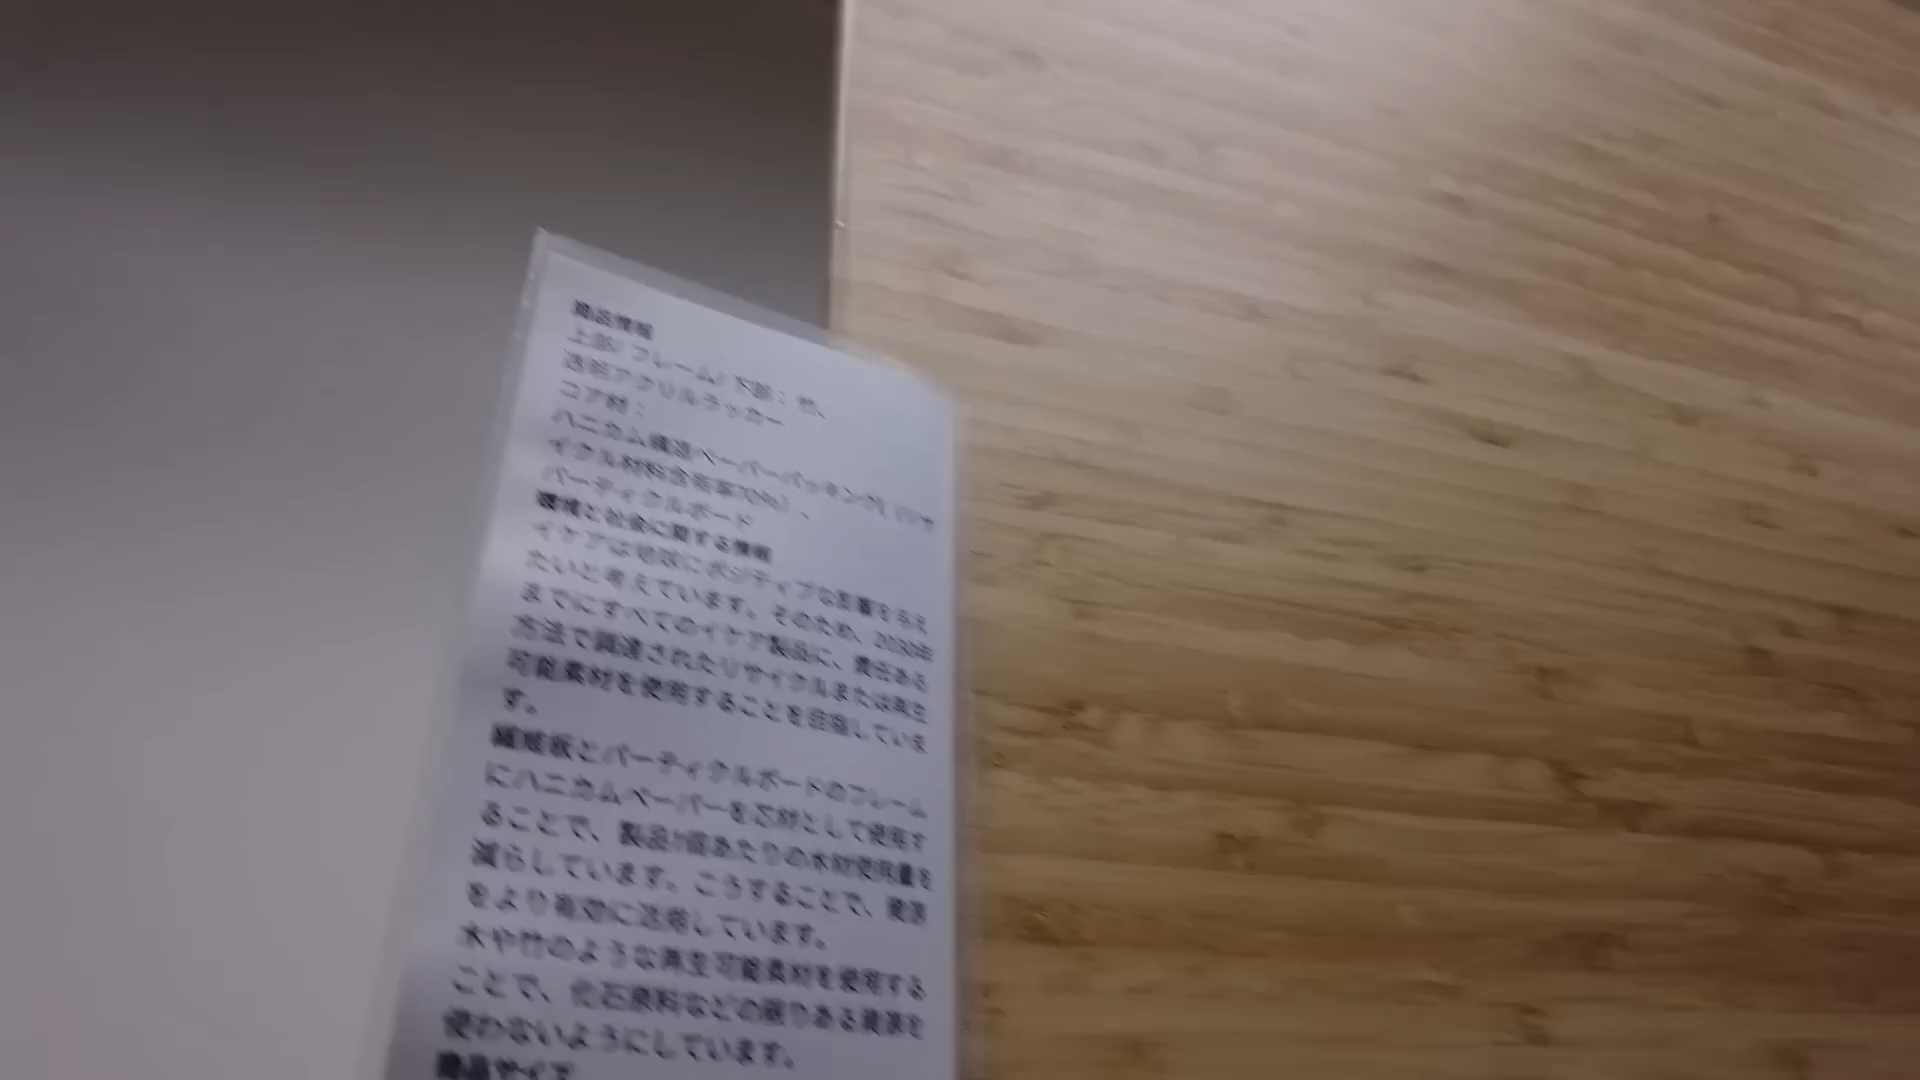 商品情報
上部/ フレーム/ 下部： 竹、
透明アクリルラッカー
コア材：
ハニカム構造ペーパーパッキング( リサ
イクル材料含有率70%）、
パーティクルボード
環境と社会に関する情報
イケアは地球にポジティブな影響を与え
たいと考えています。そのため、2030年
までにすべてのイケア製品に、責任ある
方法で調達されたリサイクルまたは再生
可能素材を使用することを目指していま
す。
繊維板とパーティクルボードのフレーム
にハニカムペーパーを芯材として使用す
ることで、製品1個あたりの木材使用量を
減らしています。こうすることで、資源
をより有効に活用しています。
木や竹のような再生可能素材を使用する
ことで、化石原料などの限りある資源を
使わないようにしています。
商品サイズ